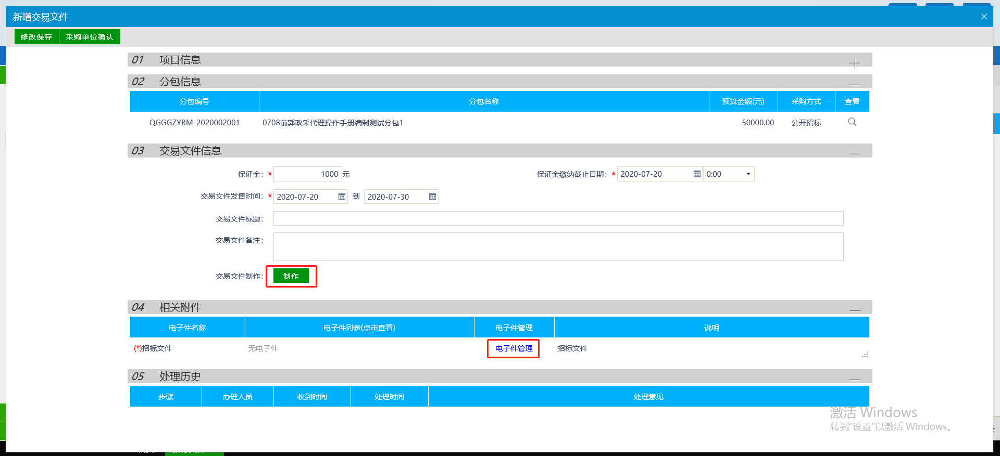 新增交易文件
修改保存 采购单位确认
01 项目信息
02 分包信息
分包编号 分包名称 预算金额(元) 采购方式 查看
QGGGZYBM-2020002001 0708前郭政采代理操作手册编制测试分包1 50000.00 公开招标
03 交易文件信息
保证金：* 1000 元 保证金缴纳截止日期：* 2020-07-20 0:00
交易文件发售时间：* 2020-07-20 到 2020-07-30
交易文件标题：
交易文件备注：
交易文件制作： 制作
04 相关附件
电子件名称 电子件列表(点击查看) 电子件管理 说明
(*)招标文件 无电子件 电子件管理 招标文件
05 处理历史
步骤 办理人员 收到时间 处理时间 处理意见
激活 Windows
转到"设置"以激活 Windows。